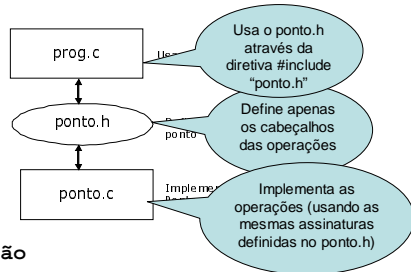 prog.c
Usa o ponto.h
através da
diretiva #include
“ponto.h”
ponto.h
ponto
Define apenas
os cabeçalhos
das operações
ponto.c
Implementa as
operações (usando as
mesmas assinaturas
definidas no ponto.h)
ão